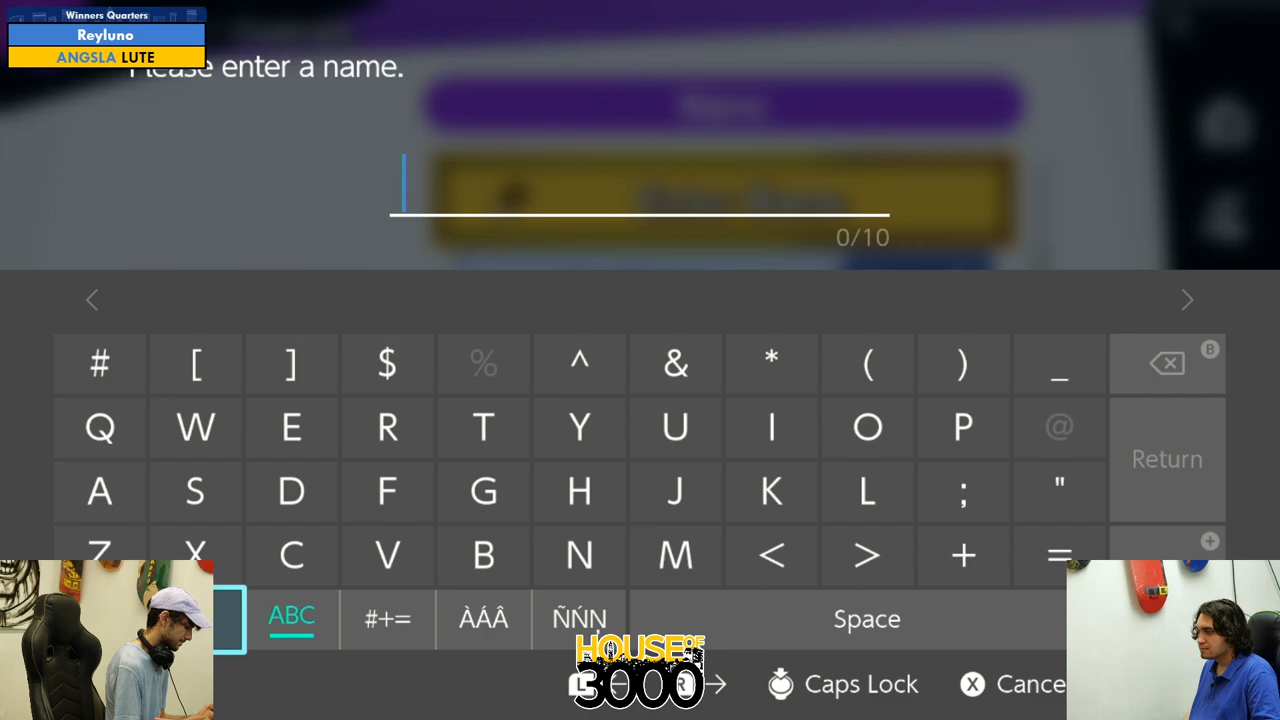 Winners Quarters
Reyluno
ANGSLA LUTE
Please enter a name.
0/10
# [ ] $ % ^ & * ( ) _ B
Q W E R T Y U I O P @
Return
A S D F G H J K L ; "
Z X C V B N M < > + = +
ABC #+= ÀÁÂ ÑŃṆ Space
HOUSE OF
3000
L R → Caps Lock X Cance